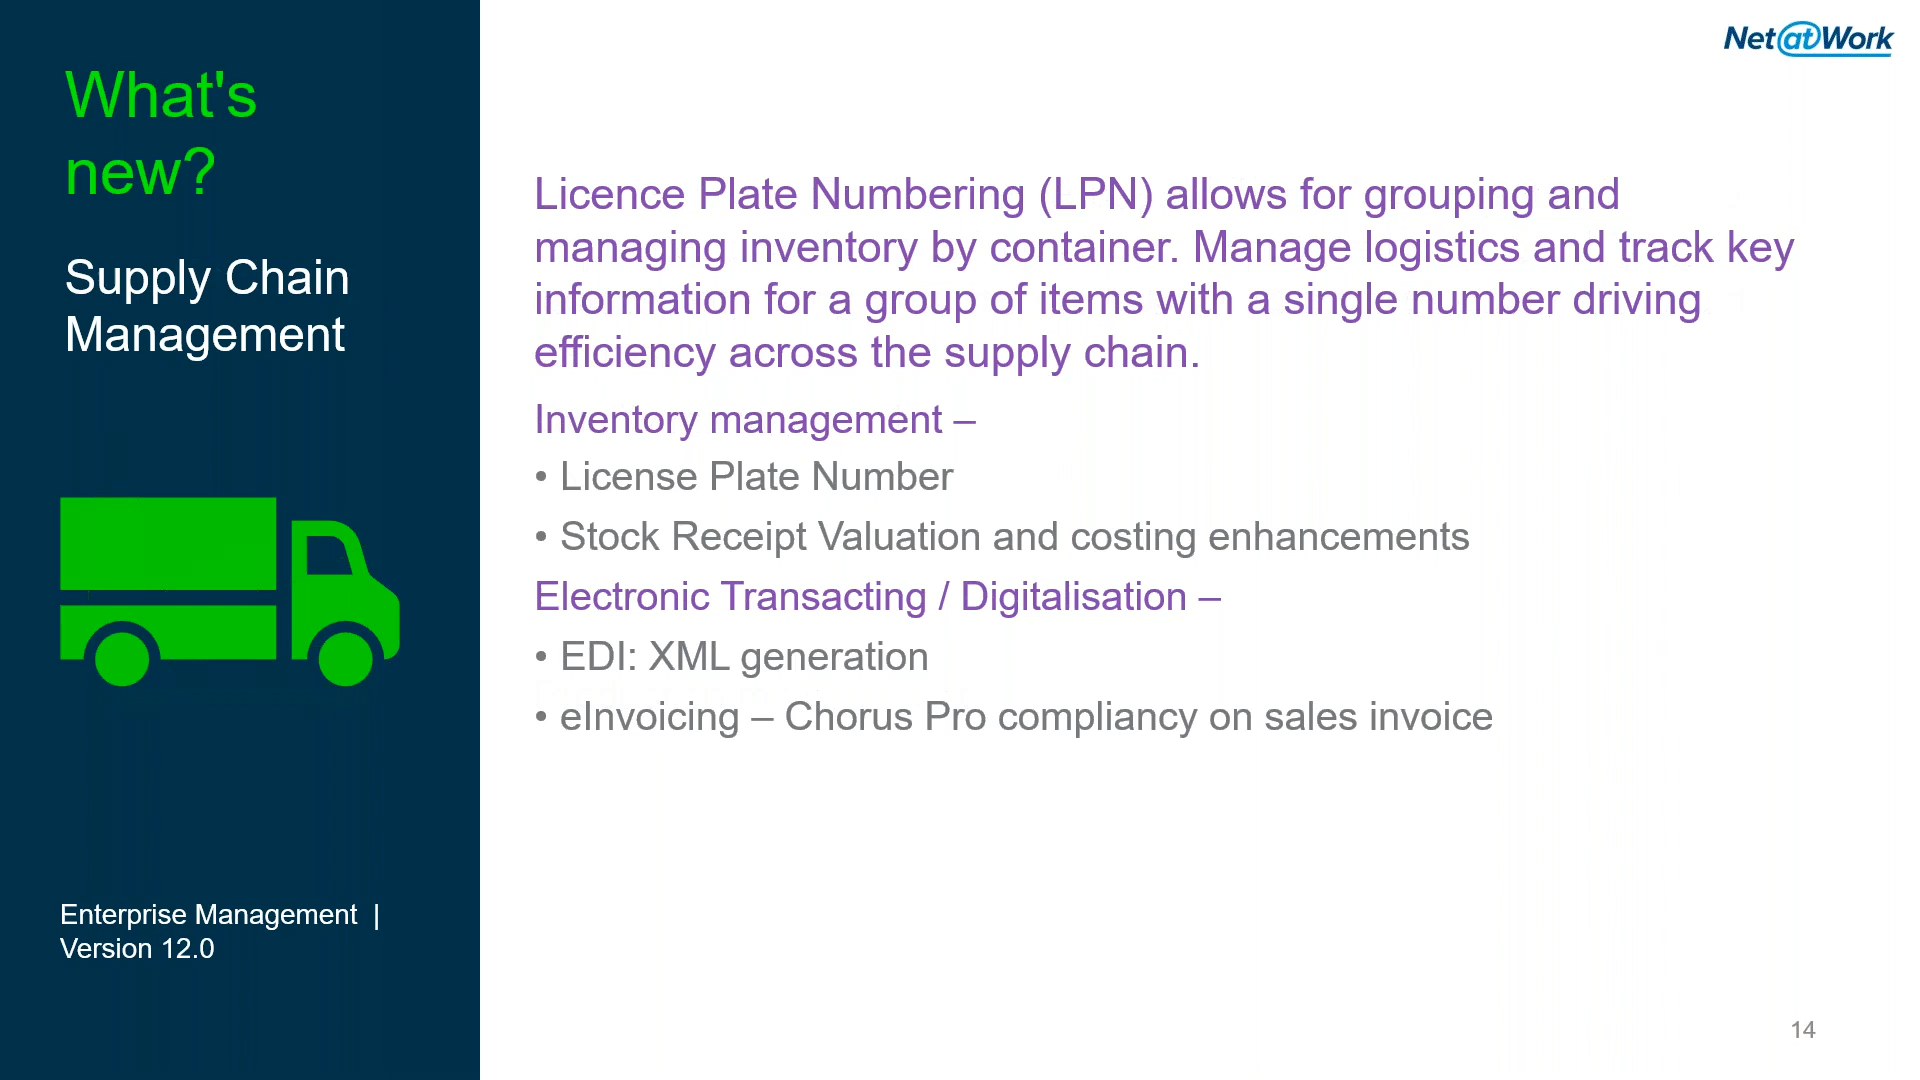 What's
new?
Supply Chain
Management
Enterprise Management |
Version 12.0
Net at Work
Licence Plate Numbering (LPN) allows for grouping and
managing inventory by container. Manage logistics and track key
information for a group of items with a single number driving
efficiency across the supply chain.
Inventory management –
• License Plate Number
• Stock Receipt Valuation and costing enhancements
Electronic Transacting / Digitalisation –
• EDI: XML generation
• eInvoicing – Chorus Pro compliancy on sales invoice
14